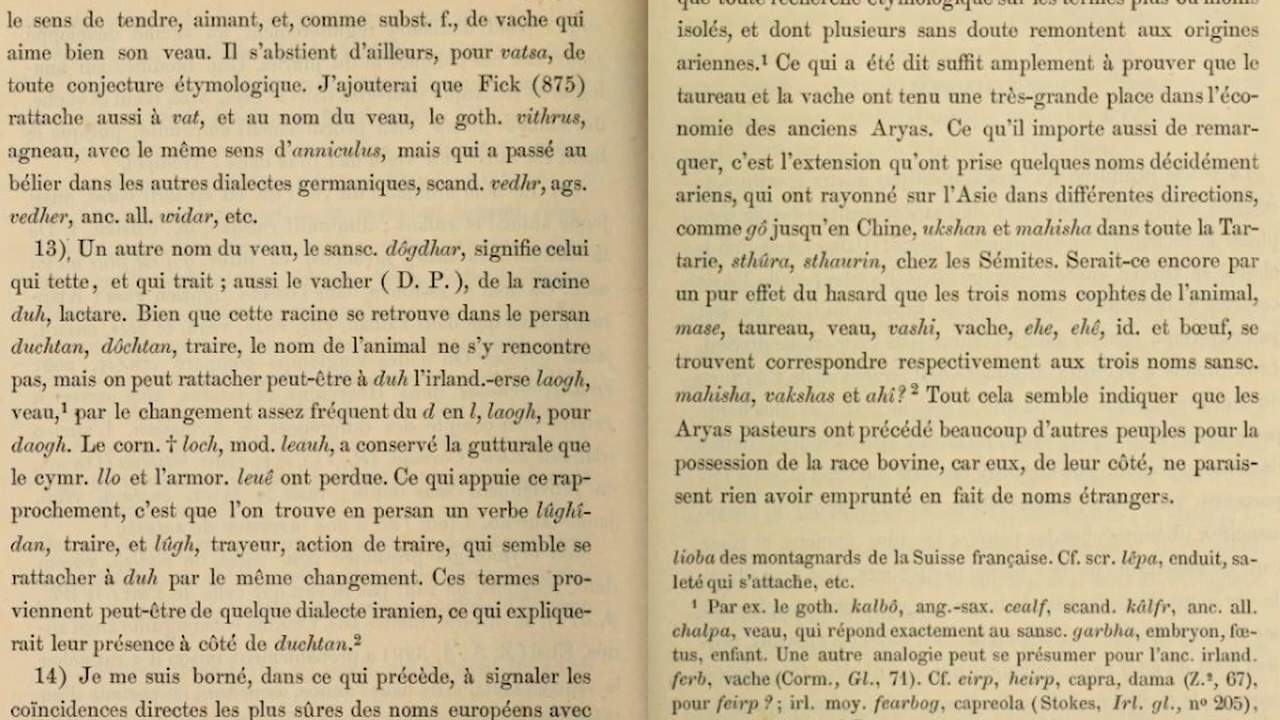 le sens de tendre, aimant, et, comme subst. f., de vache qui
aime bien son veau. Il s'abstient d'ailleurs, pour vatsa, de
toute conjecture étymologique. J'ajouterai que Fick (875)
rattache aussi à vat, et au nom du veau, le goth. vithrus,
agneau, avec le même sens d'anniculus, mais qui a passé au
bélier dans les autres dialectes germaniques, scand. vedhr, ags.
vedher, anc. all. widar, etc.
13) Un autre nom du veau, le sansc. dôgdhar, signifie celui
qui tette, et qui trait ; aussi le vacher ( D. P. ), de la racine
duh, lactare. Bien que cette racine se retrouve dans le persan
duchtan, dôchtan, traire, le nom de l'animal ne s'y rencontre
pas, mais on peut rattacher peut-être à duh l'irland.-erse laogh,
veau,¹ par le changement assez fréquent du d en l, laogh, pour
daogh. Le corn. † loch, mod. leauh, a conservé la gutturale que
le cymr. llo et l'armor. leuê ont perdue. Ce qui appuie ce rap-
prochement, c'est que l'on trouve en persan un verbe lûghî-
dan, traire, et lûgh, trayeur, action de traire, qui semble se
rattacher à duh par le même changement. Ces termes pro-
viennent peut-être de quelque dialecte iranien, ce qui explique-
rait leur présence à côté de duchtan.²
14) Je me suis borné, dans ce qui précède, à signaler les
coïncidences directes les plus sûres des noms européens avec
que toute recherche étymologique sur les termes plus ou moins
isolés, et dont plusieurs sans doute remontent aux origines
ariennes.¹ Ce qui a été dit suffit amplement à prouver que le
taureau et la vache ont tenu une très-grande place dans l'éco-
nomie des anciens Aryas. Ce qu'il importe aussi de remar-
quer, c'est l'extension qu'ont prise quelques noms décidément
ariens, qui ont rayonné sur l'Asie dans différentes directions,
comme gô jusqu'en Chine, ukshan et mahisha dans toute la Tar-
tarie, sthûra, sthaurin, chez les Sémites. Serait-ce encore par
un pur effet du hasard que les trois noms cophtes de l'animal,
mase, taureau, veau, vashi, vache, ehe, ehê, id. et bœuf, se
trouvent correspondre respectivement aux trois noms sansc.
mahisha, vakshas et ahî? ² Tout cela semble indiquer que les
Aryas pasteurs ont précédé beaucoup d'autres peuples pour la
possession de la race bovine, car eux, de leur côté, ne parais-
sent rien avoir emprunté en fait de noms étrangers.
lioba des montagnards de la Suisse française. Cf. scr. lêpa, enduit, sa-
leté qui s'attache, etc.
¹ Par ex. le goth. kalbô, ang.-sax. cealf, scand. kâlfr, anc. all.
chalpa, veau, qui répond exactement au sansc. garbha, embryon, fœ-
tus, enfant. Une autre analogie peut se présumer pour l'anc. irland.
ferb, vache (Corm., Gl., 71). Cf. eirp, heirp, capra, dama (Z.², 67),
pour feirp ? ; irl. moy. fearbog, capreola (Stokes, Irl. gl., nº 205),